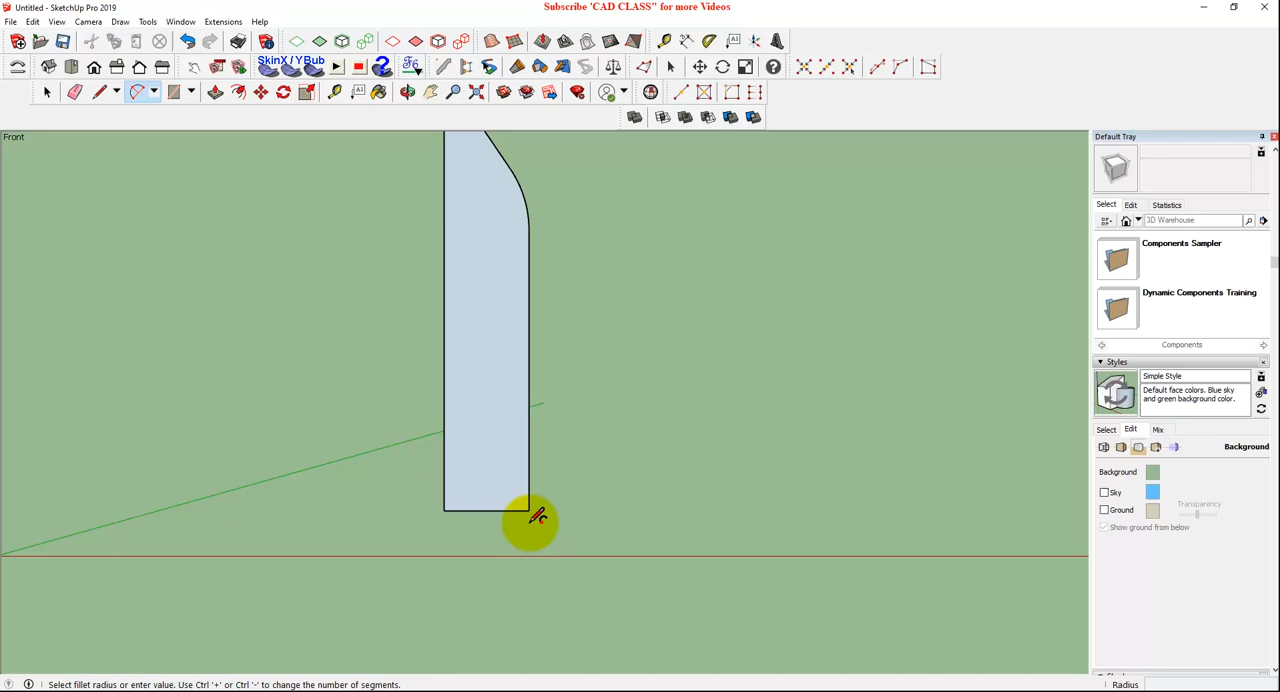 Untitled - SketchUp Pro 2019
Subscribe 'CAD CLASS" for more Videos
File Edit View Camera Draw Tools Window Extensions Help
SkinX / YBub
Front
Default Tray
Select Edit Statistics
3D Warehouse
Components Sampler
Dynamic Components Training
Components
Styles
Simple Style
Default face colors. Blue sky
and green background color.
Select Edit Mix
Background
Background
Sky
Transparency
Ground
Show ground from below
Select fillet radius or enter value. Use Ctrl '+' or Ctrl '-' to change the number of segments.
Radius